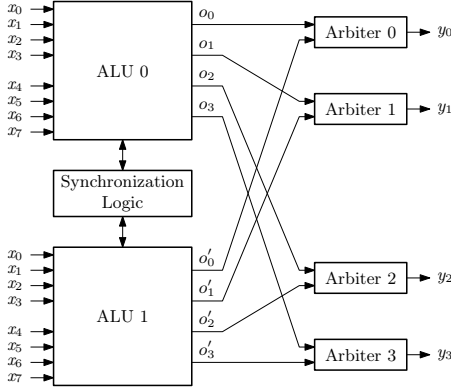 x₀
x₁
x₂
x₃
x₄
x₅
x₆
x₇
ALU 0
o₀
o₁
o₂
o₃
Arbiter 0
y₀
Arbiter 1
y₁
Synchronization
Logic
x₀
x₁
x₂
x₃
x₄
x₅
x₆
x₇
ALU 1
o′₀
o′₁
o′₂
o′₃
Arbiter 2
y₂
Arbiter 3
y₃